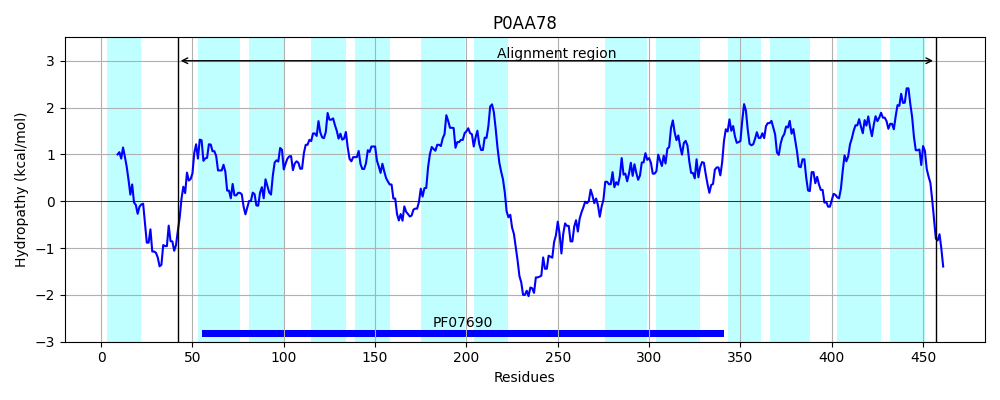 P0AA78
Hydropathy (kcal/mol)
3
2
1
0
−1
−2
−3
Alignment region
PF07690
0 50 100 150 200 250 300 350 400 450
Residues